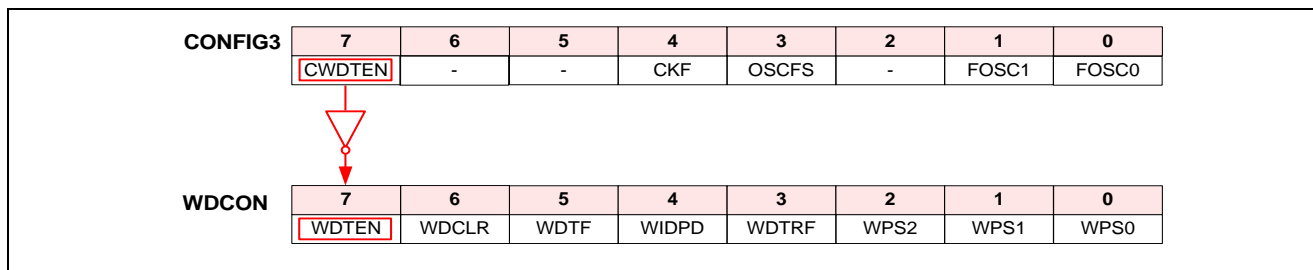 CONFIG3 7 6 5 4 3 2 1 0
CWDTEN - - CKF OSCFS - FOSC1 FOSC0
WDCON 7 6 5 4 3 2 1 0
WDTEN WDCLR WDTF WIDPD WDTRF WPS2 WPS1 WPS0